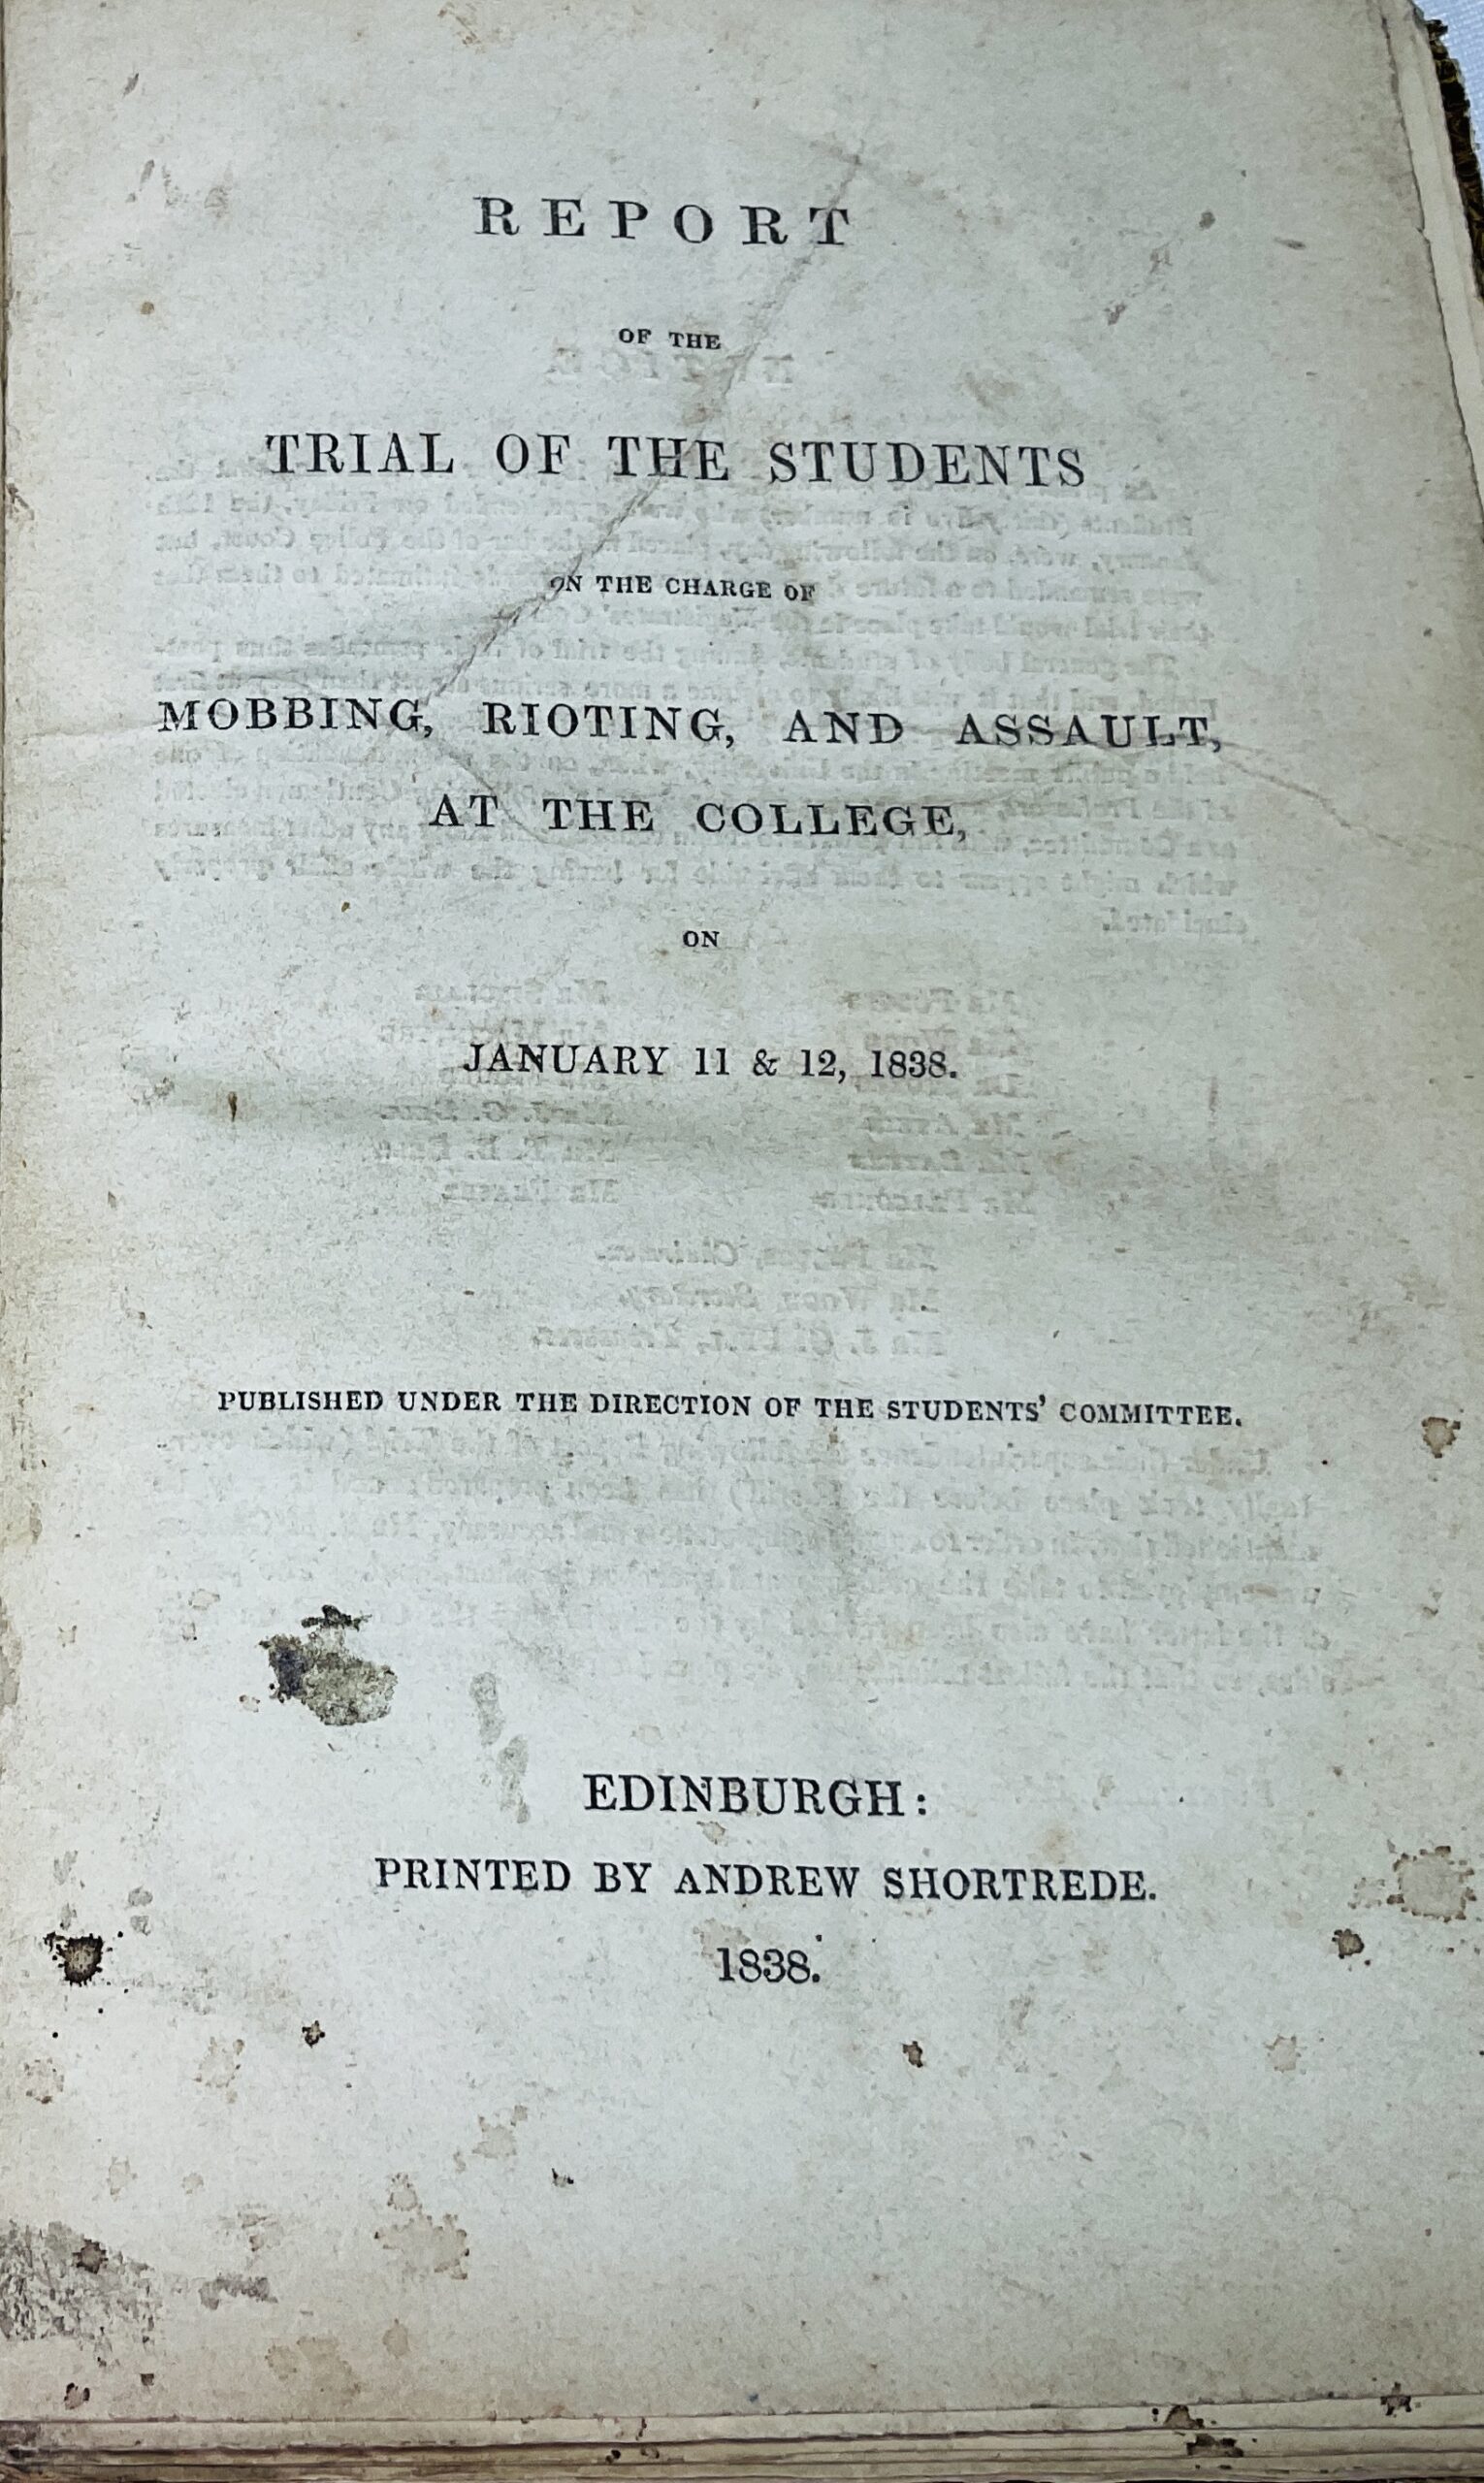 REPORT
OF THE
TRIAL OF THE STUDENTS
ON THE CHARGE OF
MOBBING, RIOTING, AND ASSAULT,
AT THE COLLEGE,
ON
JANUARY 11 & 12, 1838.
PUBLISHED UNDER THE DIRECTION OF THE STUDENTS' COMMITTEE.
EDINBURGH:
PRINTED BY ANDREW SHORTREDE.
1838.